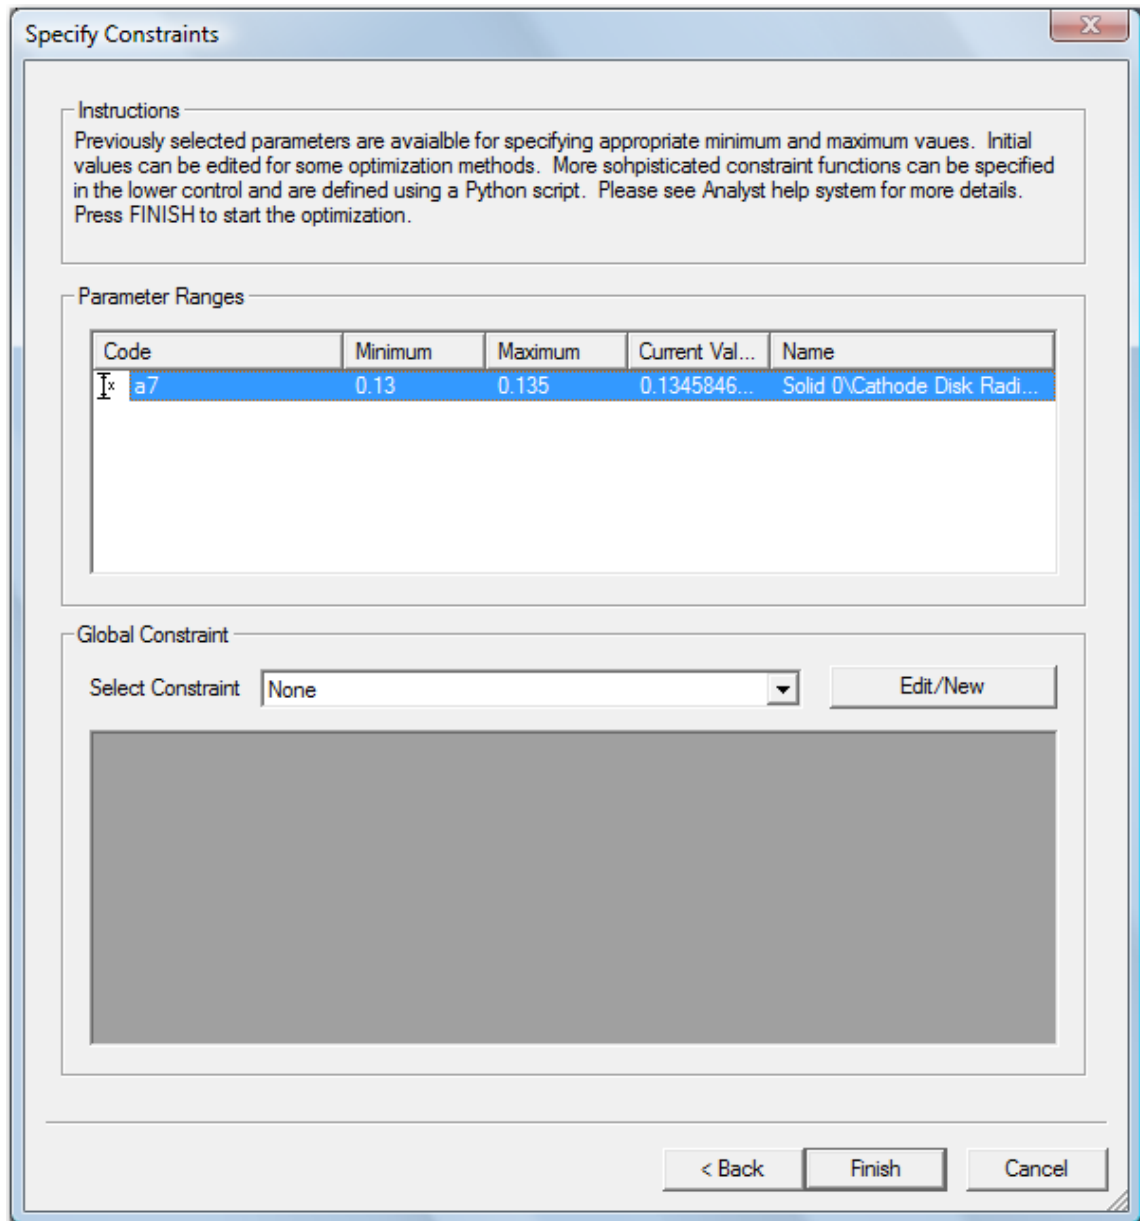 Specify Constraints
Instructions
Previously selected parameters are avaialble for specifying appropriate minimum and maximum vaues.  Initial
values can be edited for some optimization methods.  More sohpisticated constraint functions can be specified
in the lower control and are defined using a Python script.  Please see Analyst help system for more details.
Press FINISH to start the optimization.
Parameter Ranges
Code Minimum Maximum Current Val... Name
a7 0.13 0.135 0.1345846... Solid 0\Cathode Disk Radi...
Global Constraint
Select Constraint None Edit/New
< Back Finish Cancel